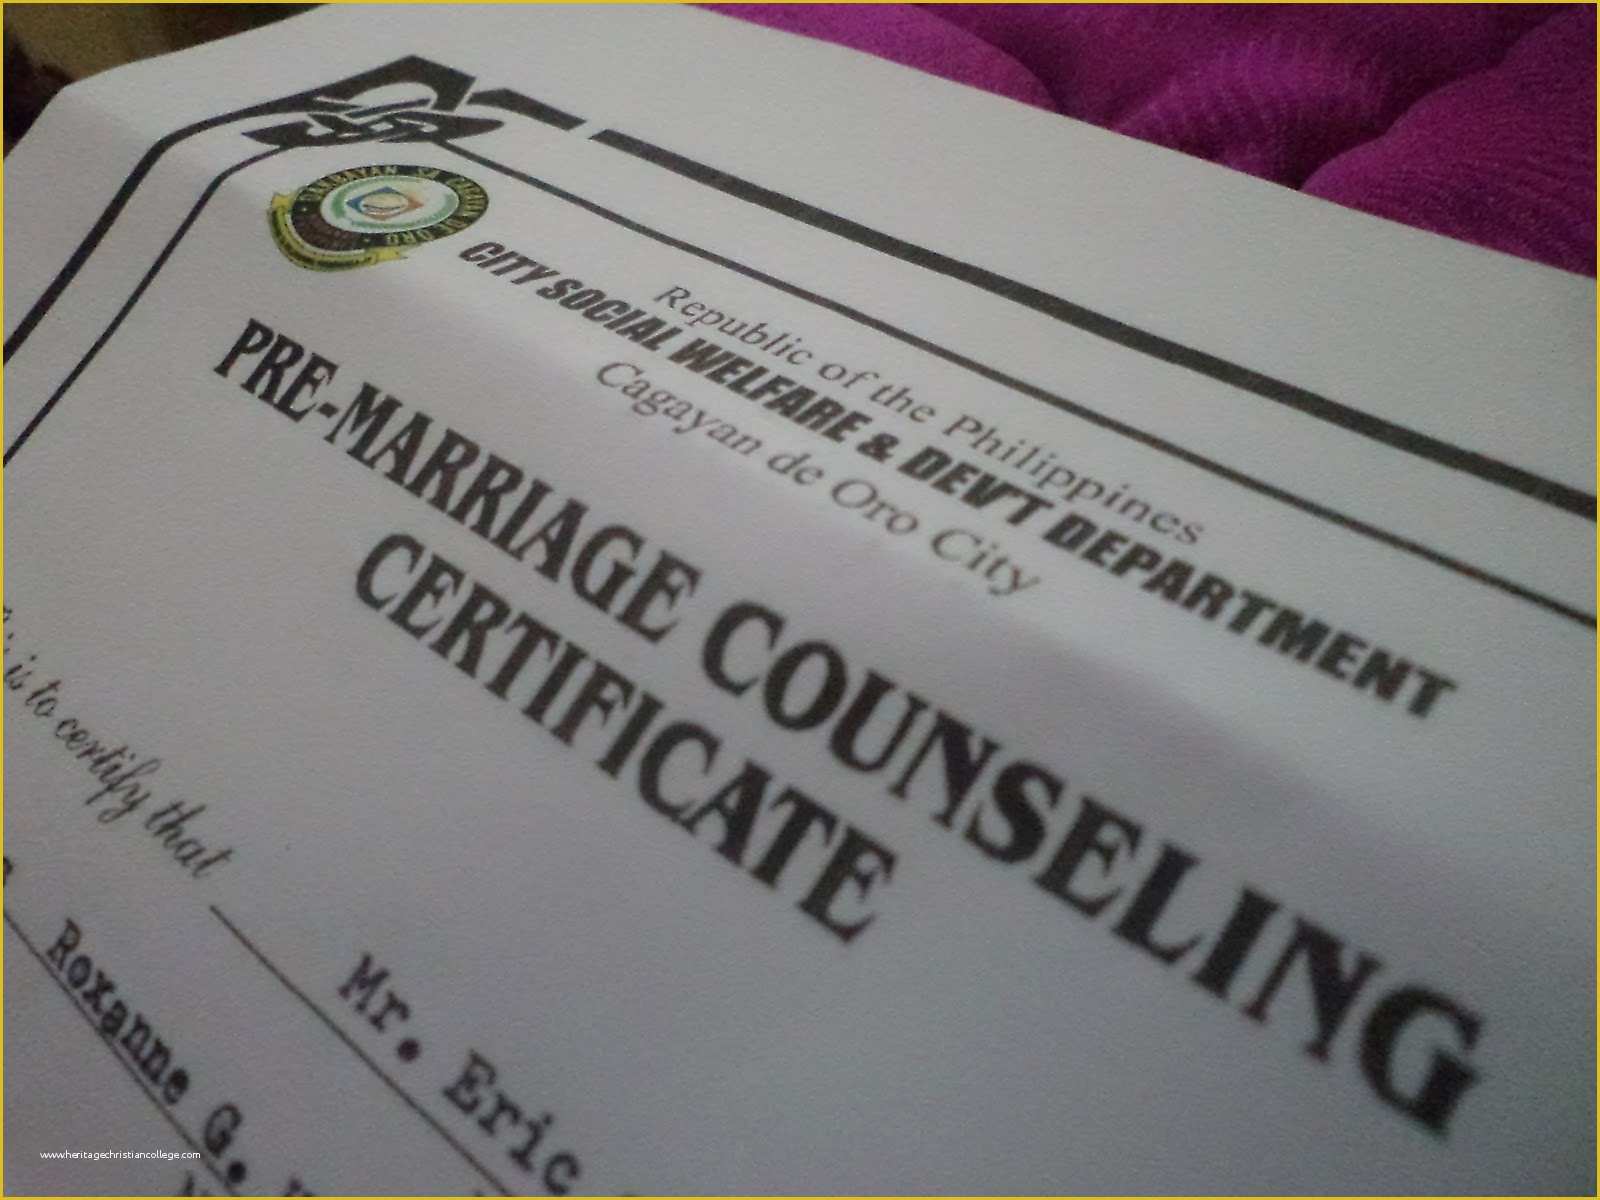 Republic of the Philippines
CITY SOCIAL WELFARE & DEV'T DEPARTMENT
Cagayan de Oro City
PRE-MARRIAGE COUNSELING
CERTIFICATE
is to certify that
Mr. Eric
Roxanne G.
www.heritagechristiancollege.com